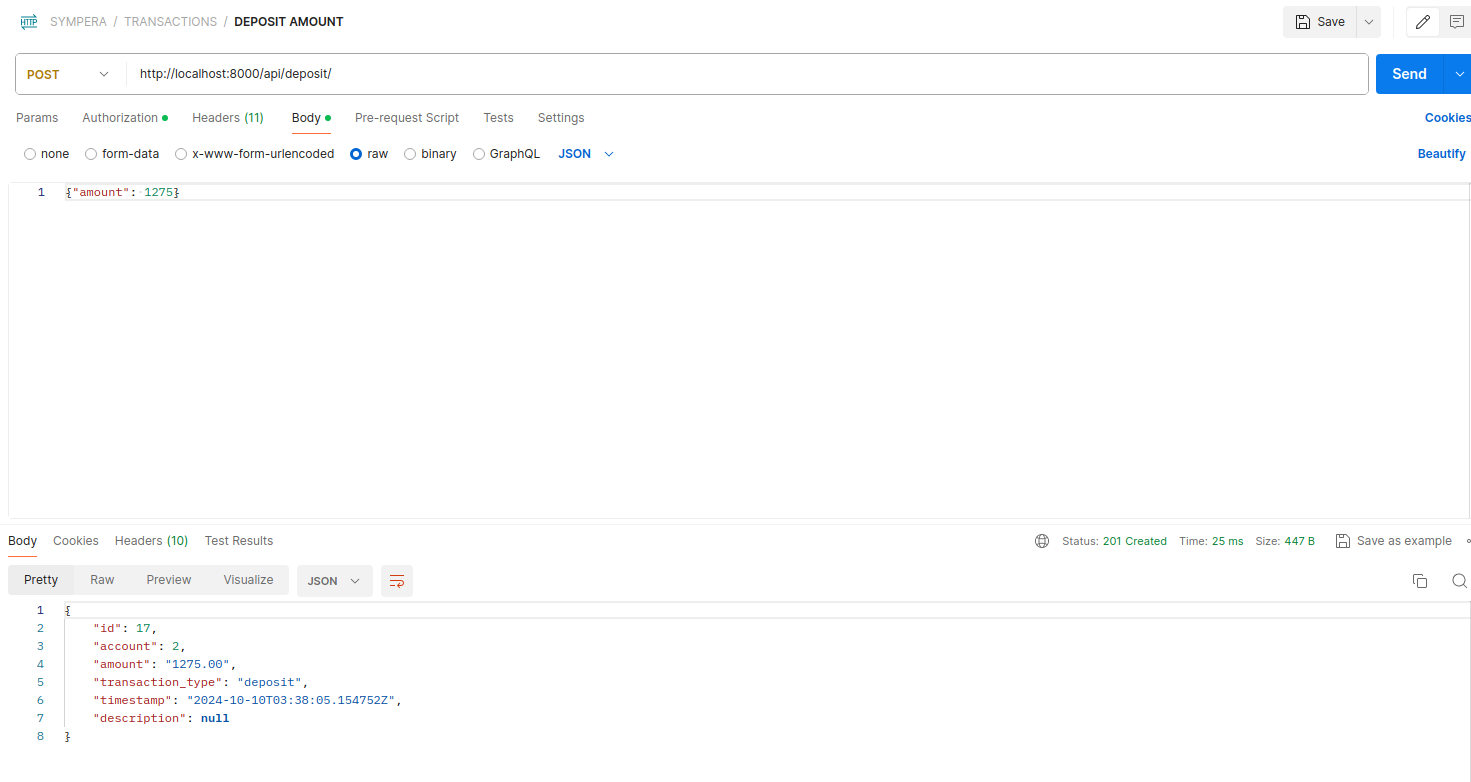 HTTP SYMPERA / TRANSACTIONS / DEPOSIT AMOUNT Save
POST http://localhost:8000/api/deposit/ Send
Params Authorization Headers (11) Body Pre-request Script Tests Settings Cookies
none form-data x-www-form-urlencoded raw binary GraphQL JSON Beautify
1 {"amount": 1275}
Body Cookies Headers (10) Test Results Status: 201 Created Time: 25 ms Size: 447 B Save as example
Pretty Raw Preview Visualize JSON
1 {
2 "id": 17,
3 "account": 2,
4 "amount": "1275.00",
5 "transaction_type": "deposit",
6 "timestamp": "2024-10-10T03:38:05.154752Z",
7 "description": null
8 }